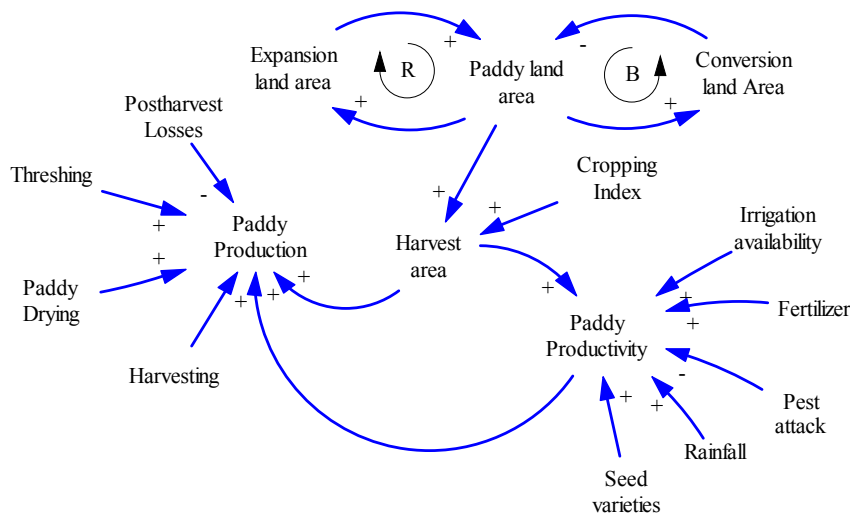 Expansion
land area
+
R
+
Paddy land
area
-
B
+
Conversion
land Area
Postharvest
Losses
-
Threshing
+
Paddy
Production
Paddy
Drying
+
Harvesting
+
+
+
Harvest
area
+
+
Cropping
Index
+
Paddy
Productivity
Irrigation
availability
+
Fertilizer
+
Pest
attack
-
Rainfall
+
Seed
varieties
+